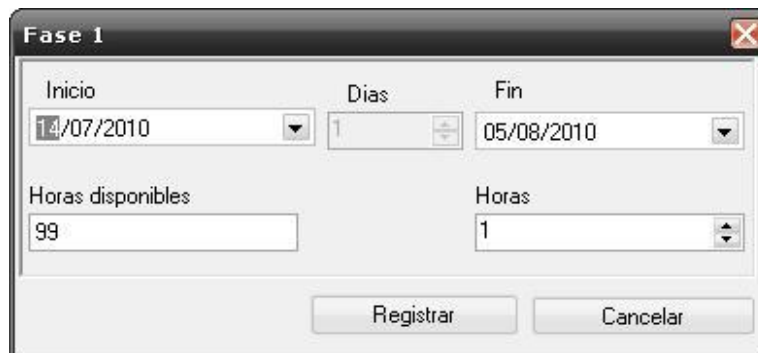 Fase 1
Inicio Dias Fin
14/07/2010 1 05/08/2010
Horas disponibles Horas
99 1
Registrar Cancelar